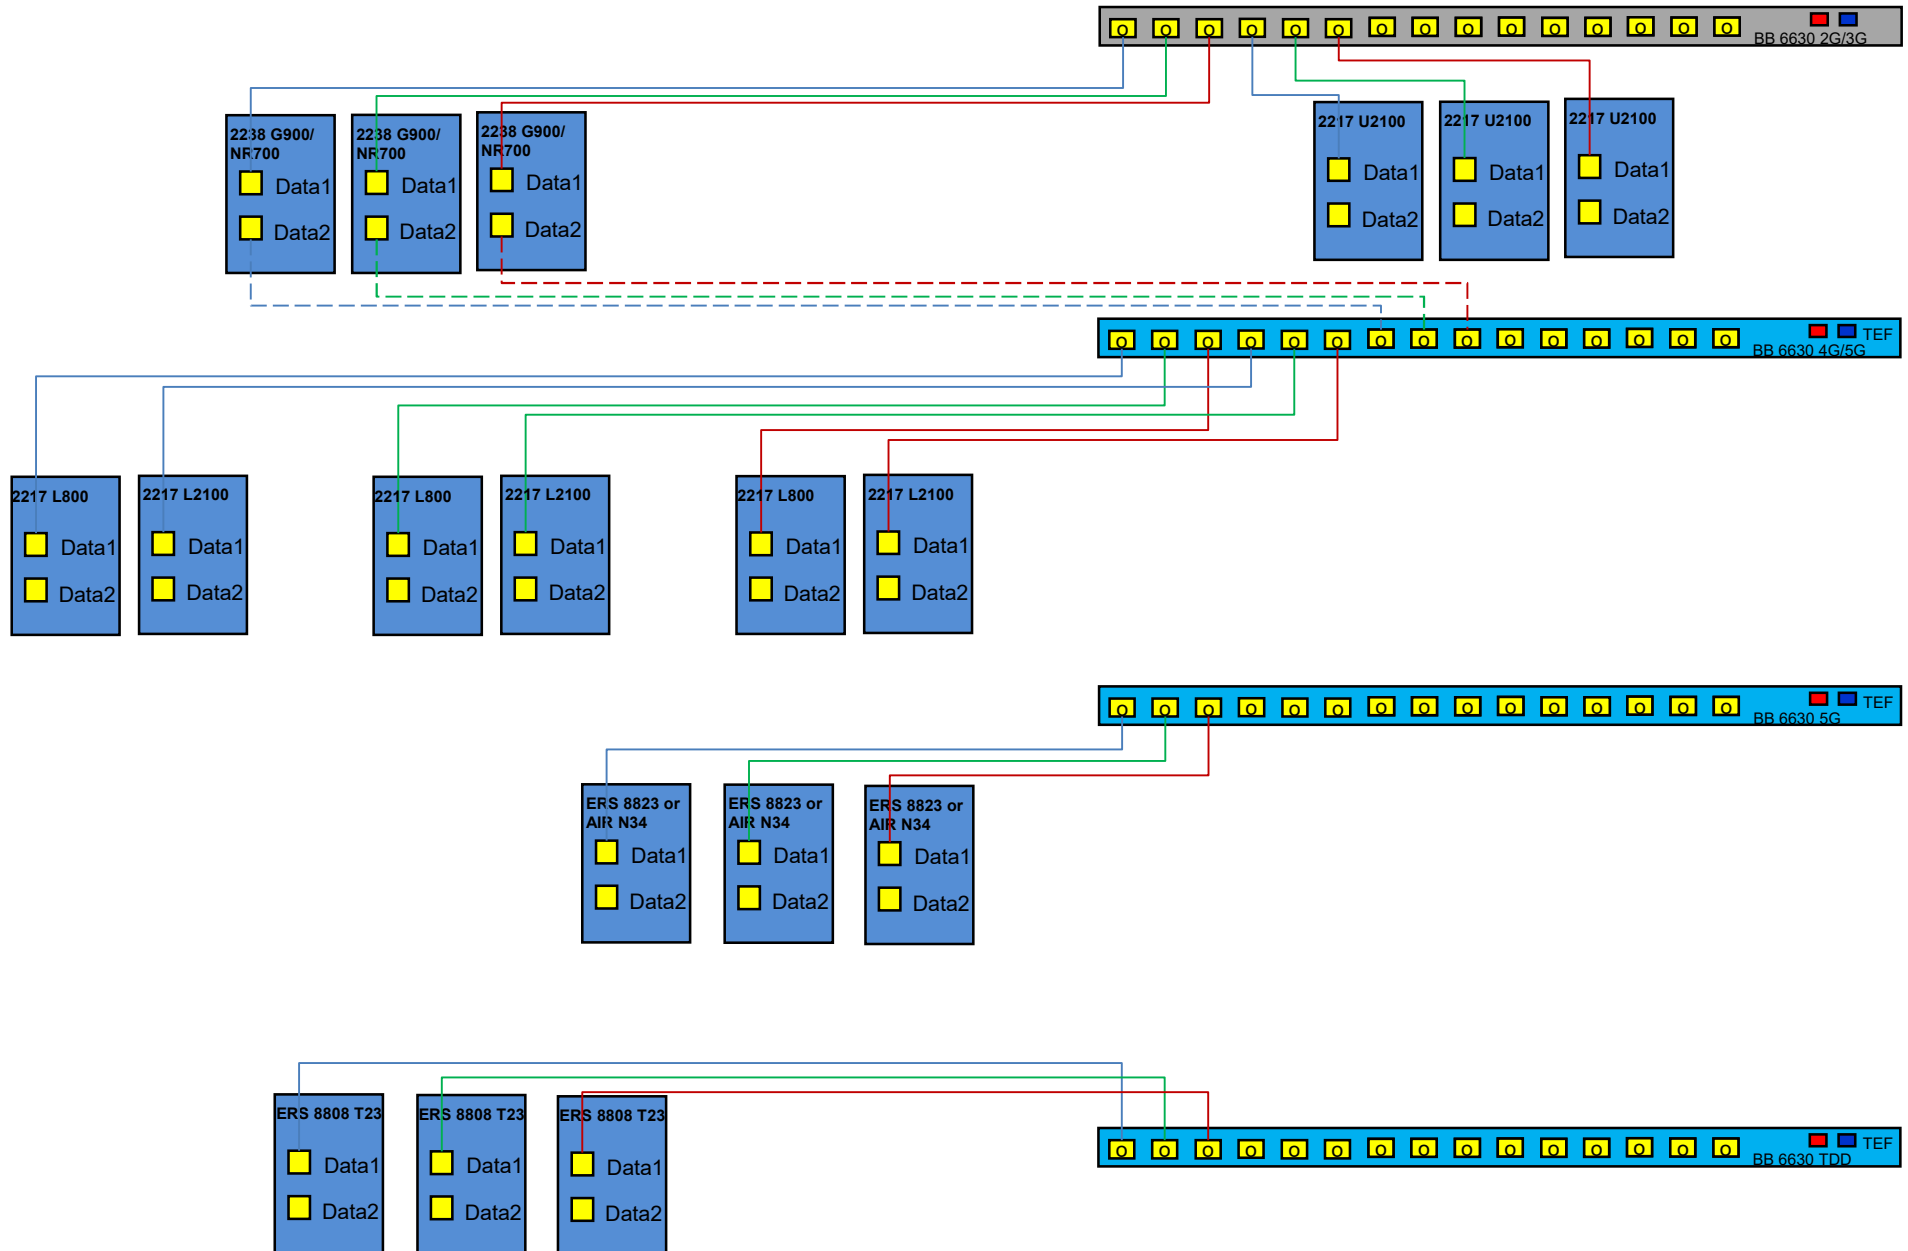 O O O O O O O O O O O O O O O
BB 6630 2G/3G
2238 G900/
NR700
Data1
Data2
2238 G900/
NR700
Data1
Data2
2238 G900/
NR700
Data1
Data2
2217 U2100
Data1
Data2
2217 U2100
Data1
Data2
2217 U2100
Data1
Data2
O O O O O O O O O O O O O O O
TEF
BB 6630 4G/5G
2217 L800
Data1
Data2
2217 L2100
Data1
Data2
2217 L800
Data1
Data2
2217 L2100
Data1
Data2
2217 L800
Data1
Data2
2217 L2100
Data1
Data2
O O O O O O O O O O O O O O O
TEF
BB 6630 5G
ERS 8823 or
AIR N34
Data1
Data2
ERS 8823 or
AIR N34
Data1
Data2
ERS 8823 or
AIR N34
Data1
Data2
ERS 8808 T23
Data1
Data2
ERS 8808 T23
Data1
Data2
ERS 8808 T23
Data1
Data2
O O O O O O O O O O O O O O O
TEF
BB 6630 TDD